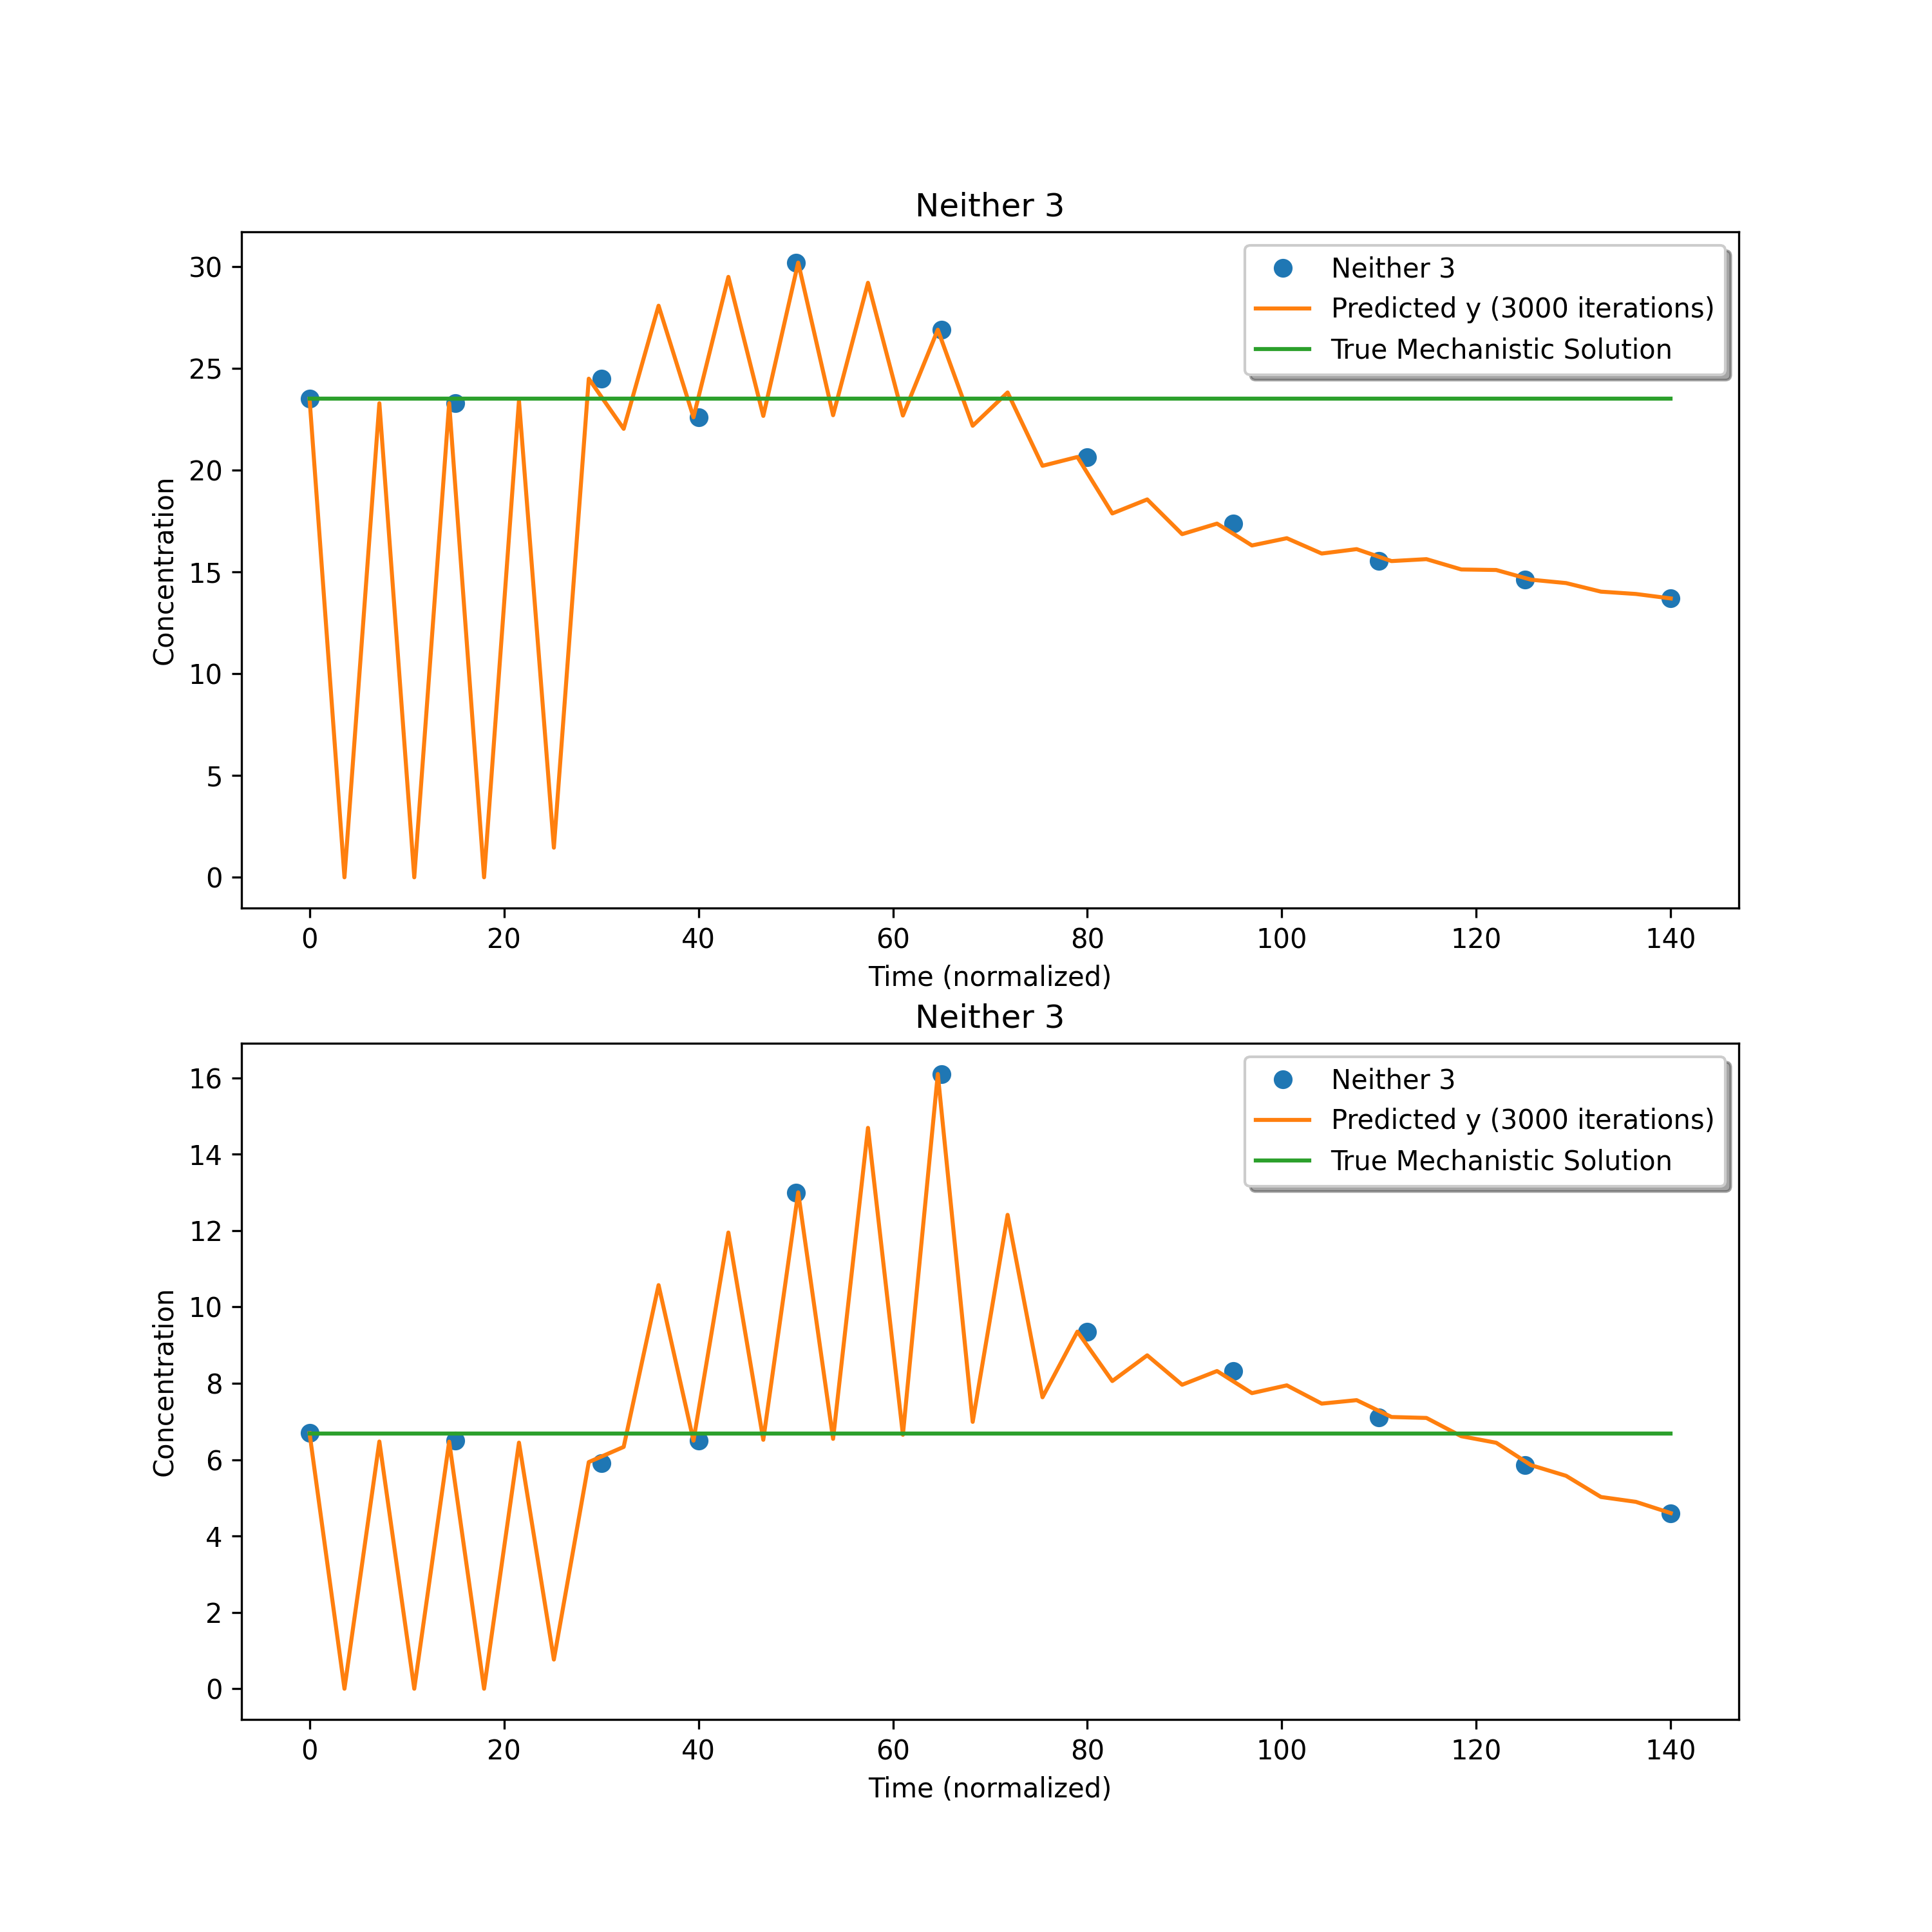 Neither 3
30
25
20
15
10
5
0
Concentration
Neither 3
Predicted y (3000 iterations)
True Mechanistic Solution
0 20 40 60 80 100 120 140
Time (normalized)
Neither 3
16
14
12
10
8
6
4
2
0
Concentration
Neither 3
Predicted y (3000 iterations)
True Mechanistic Solution
0 20 40 60 80 100 120 140
Time (normalized)